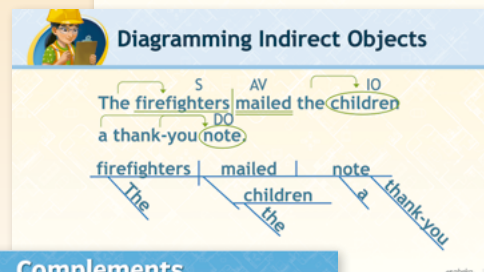 Diagramming Indirect Objects
S AV IO
The firefighters mailed the children
DO
a thank-you note.
firefighters mailed note
The children a thank-you
the
Complements